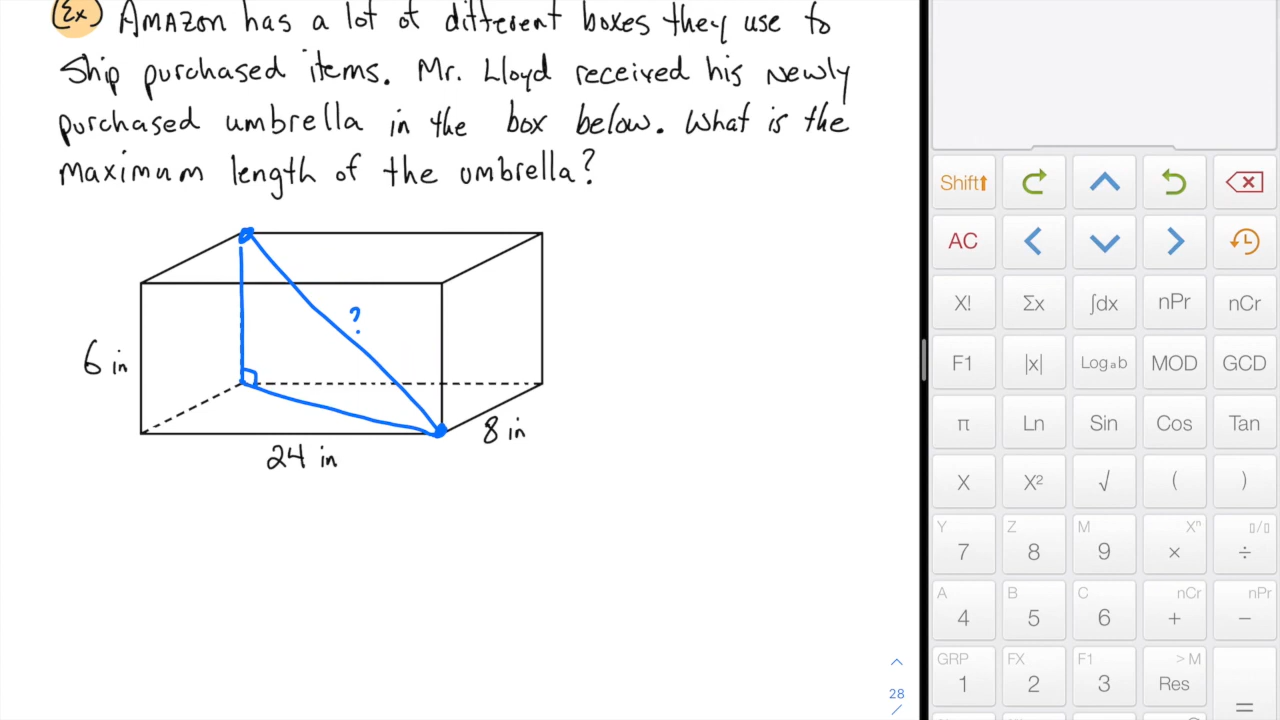 (Ex) Amazon has a lot of different boxes they use to
Ship purchased items. Mr. Lloyd received his newly
purchased umbrella in the box below. What is the
maximum length of the umbrella?
?
6 in
8 in
24 in
28
Shift
AC
X! Σx ∫dx nPr nCr
F1 |x| Logab MOD GCD
π Ln Sin Cos Tan
X X² √ ( )
Y Z M Xⁿ ▯/▯
7 8 9 × ÷
A B C nCr nPr
4 5 6 + −
GRP FX F1 >M
1 2 3 Res =